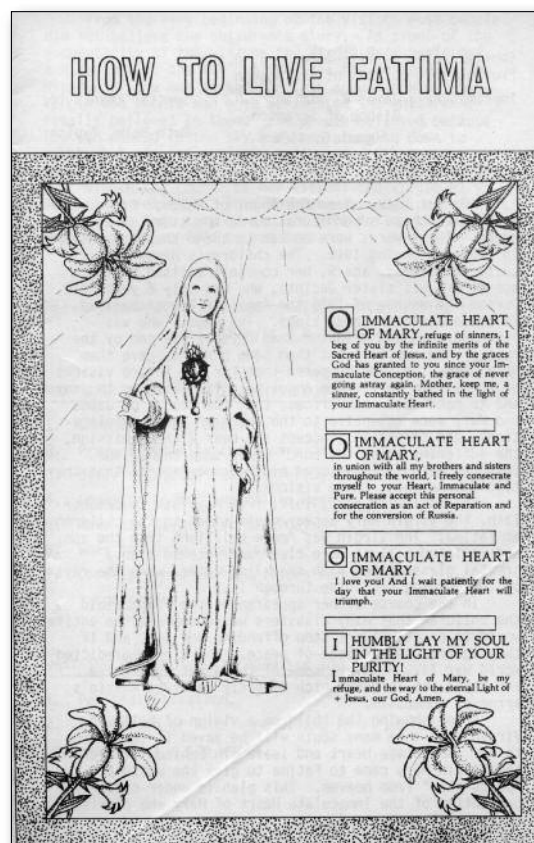 HOW TO LIVE FATIMA
O IMMACULATE HEART
OF MARY, refuge of sinners, I
beg of you by the infinite merits of the
Sacred Heart of Jesus, and by the graces
God has granted to you since your Im-
maculate Conception, the grace of never
going astray again. Mother, keep me, a
sinner, constantly bathed in the light of
your Immaculate Heart.
O IMMACULATE HEART
OF MARY,
in union with all my brothers and sisters
throughout the world, I freely consecrate
myself to your Heart, Immaculate and
Pure. Please accept this personal
consecration as an act of Reparation and
for the conversion of Russia.
O IMMACULATE HEART
OF MARY,
I love you! And I wait patiently for the
day that your Immaculate Heart will
triumph.
I HUMBLY LAY MY SOUL
IN THE LIGHT OF YOUR
PURITY!
Immaculate Heart of Mary, be my
refuge, and the way to the eternal Light of
+ Jesus, our God, Amen.